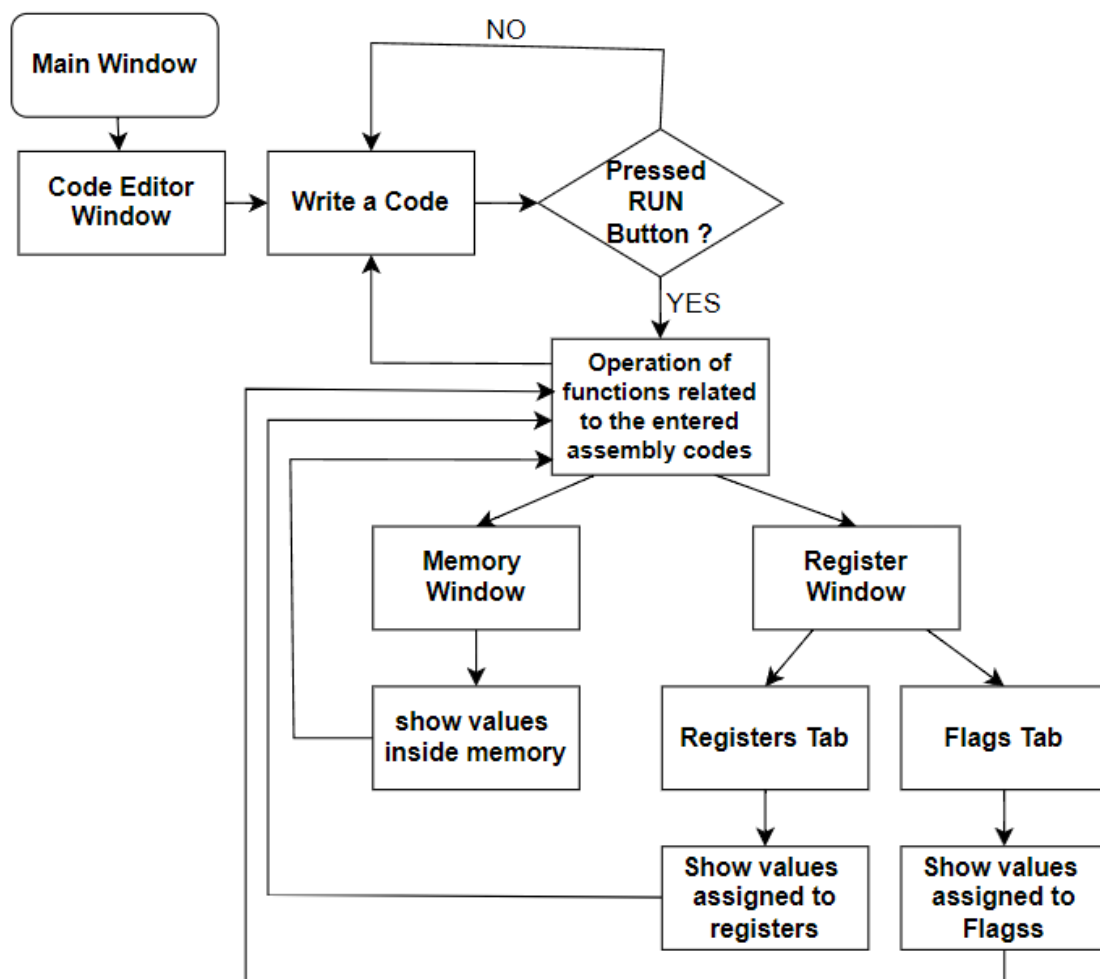 NO
Main Window
Code Editor
Window
Write a Code
Pressed
RUN
Button ?
YES
Operation of
functions related
to the entered
assembly codes
Memory
Window
Register
Window
show values
inside memory
Registers Tab
Flags Tab
Show values
assigned to
registers
Show values
assigned to
Flagss